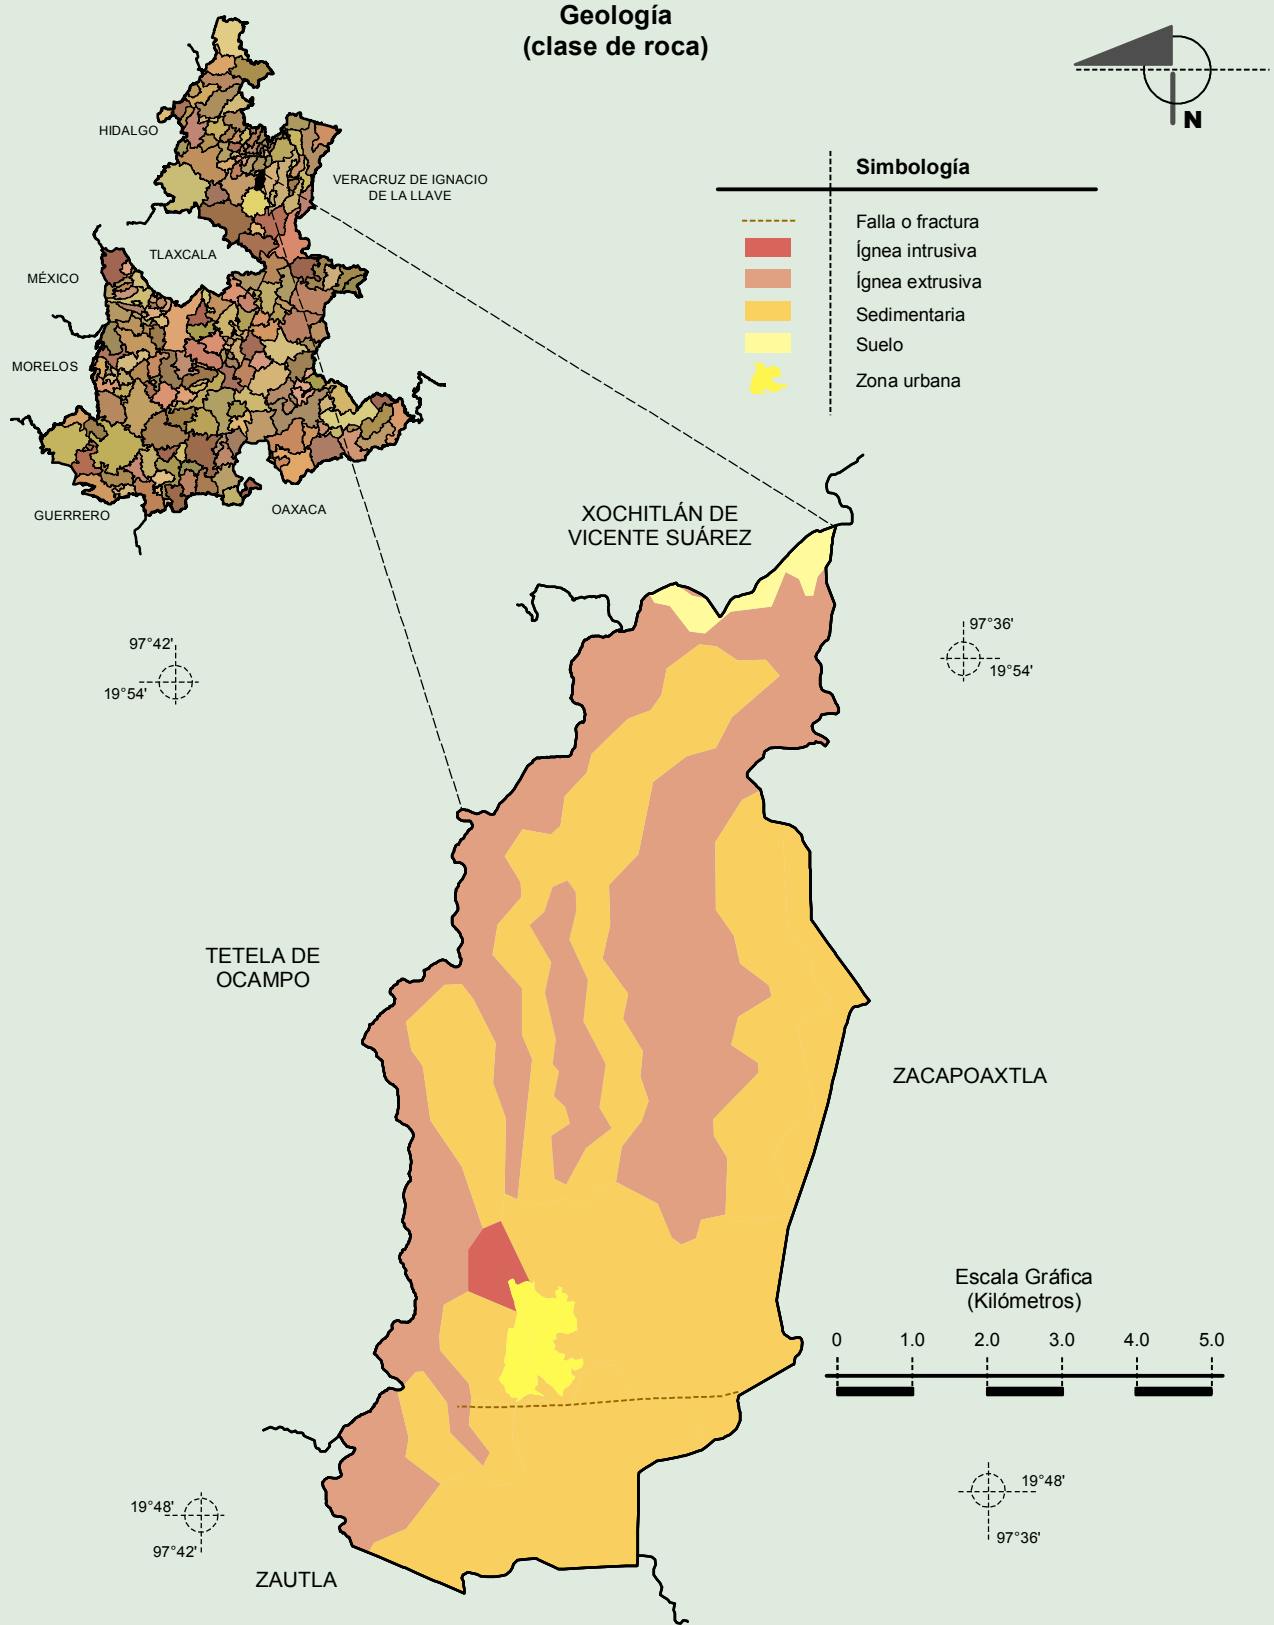 Geología
(clase de roca)
N
HIDALGO
VERACRUZ DE IGNACIO
DE LA LLAVE
TLAXCALA
MÉXICO
MORELOS
GUERRERO
OAXACA
Simbología
Falla o fractura
Ígnea intrusiva
Ígnea extrusiva
Sedimentaria
Suelo
Zona urbana
XOCHITLÁN DE
VICENTE SUÁREZ
97°42'
19°54'
97°36'
19°54'
TETELA DE
OCAMPO
ZACAPOAXTLA
Escala Gráfica
(Kilómetros)
0 1.0 2.0 3.0 4.0 5.0
19°48'
97°42'
19°48'
97°36'
ZAUTLA